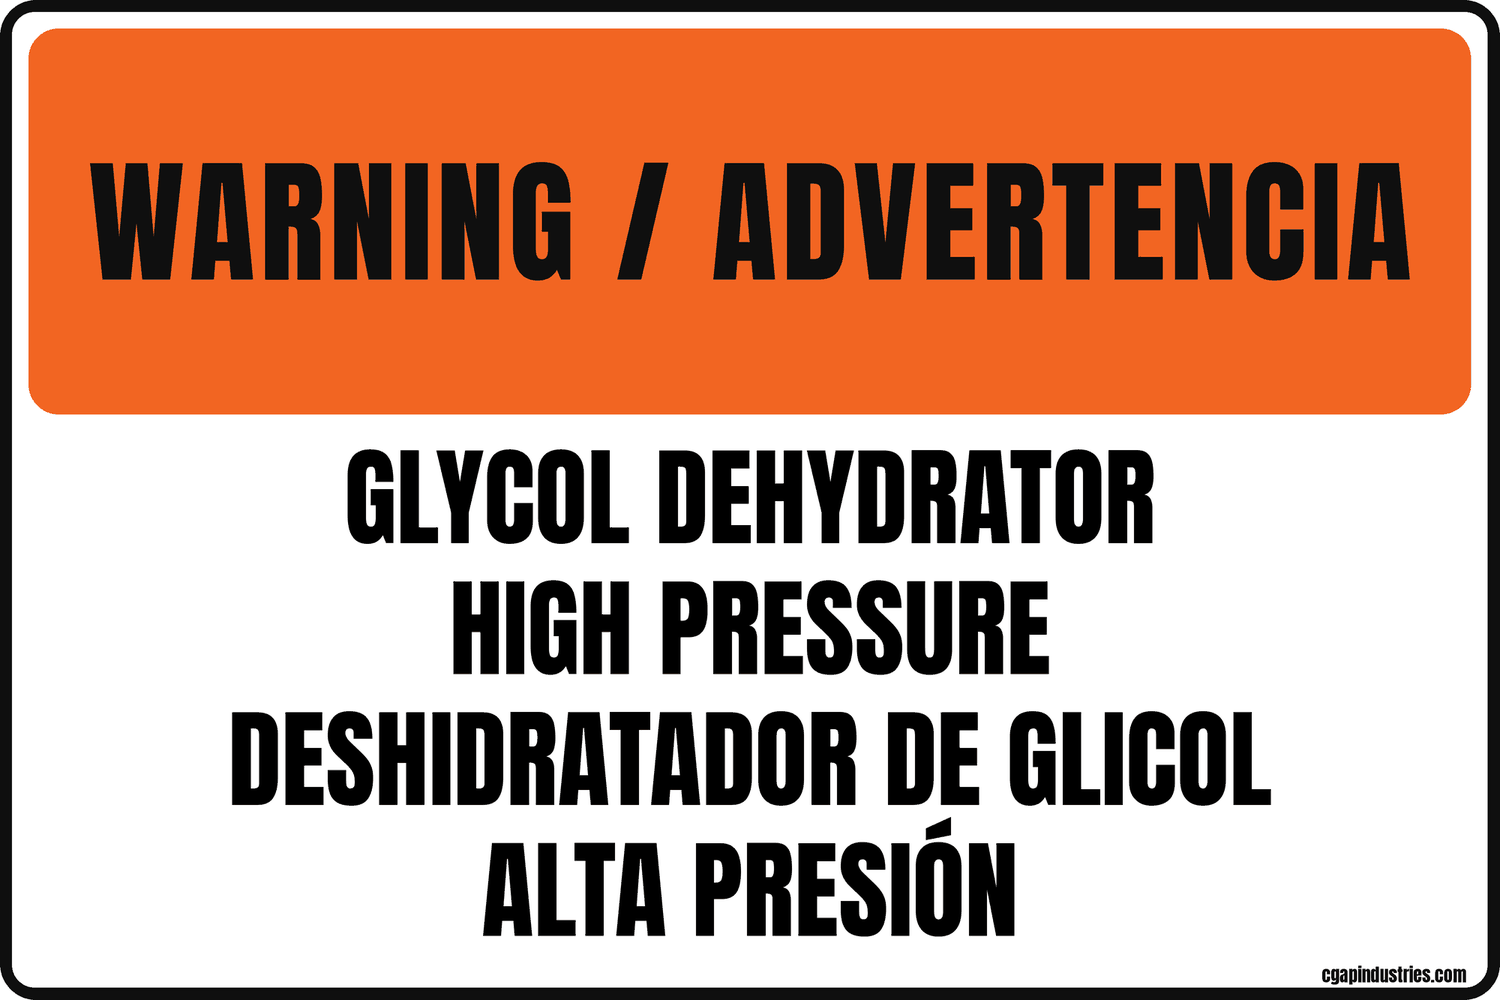 WARNING / ADVERTENCIA
GLYCOL DEHYDRATOR
HIGH PRESSURE
DESHIDRATADOR DE GLICOL
ALTA PRESIÓN
cgapindustries.com